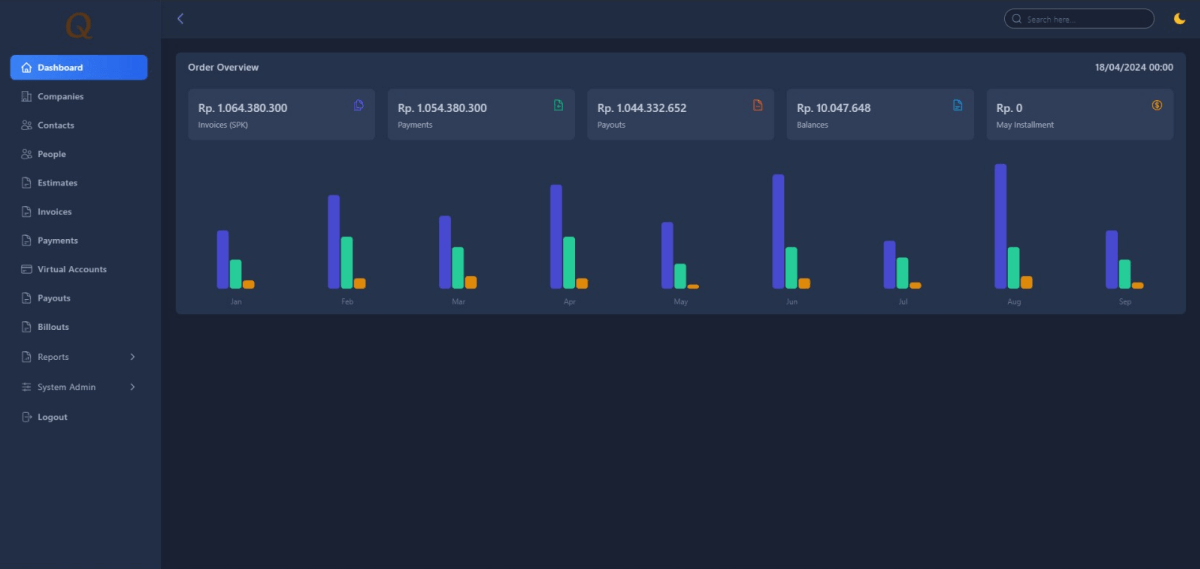 Q
Search here...
Dashboard
Companies
Contacts
People
Estimates
Invoices
Payments
Virtual Accounts
Payouts
Billouts
Reports
System Admin
Logout
Order Overview
18/04/2024 00:00
Rp. 1.064.380.300
Invoices (SPK)
Rp. 1.054.380.300
Payments
Rp. 1.044.332.652
Payouts
Rp. 10.047.648
Balances
Rp. 0
May Installment
Jan Feb Mar Apr May Jun Jul Aug Sep